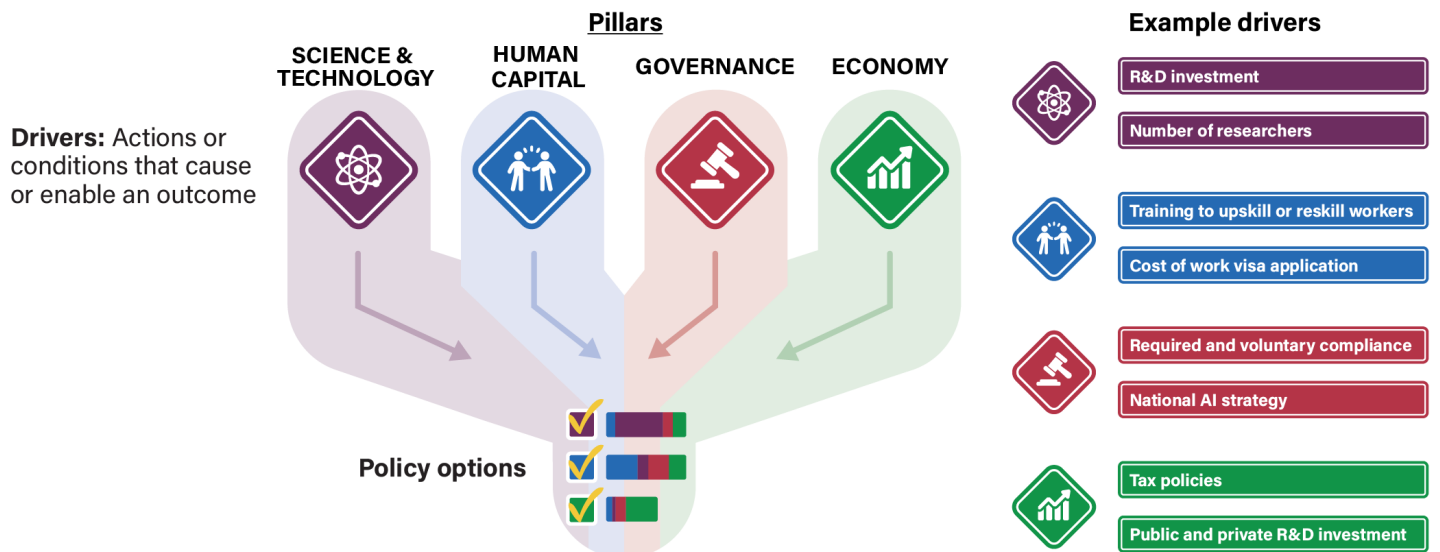 Pillars
SCIENCE &
TECHNOLOGY
HUMAN
CAPITAL
GOVERNANCE
ECONOMY
Drivers: Actions or
conditions that cause
or enable an outcome
Policy options
Example drivers
R&D investment
Number of researchers
Training to upskill or reskill workers
Cost of work visa application
Required and voluntary compliance
National AI strategy
Tax policies
Public and private R&D investment